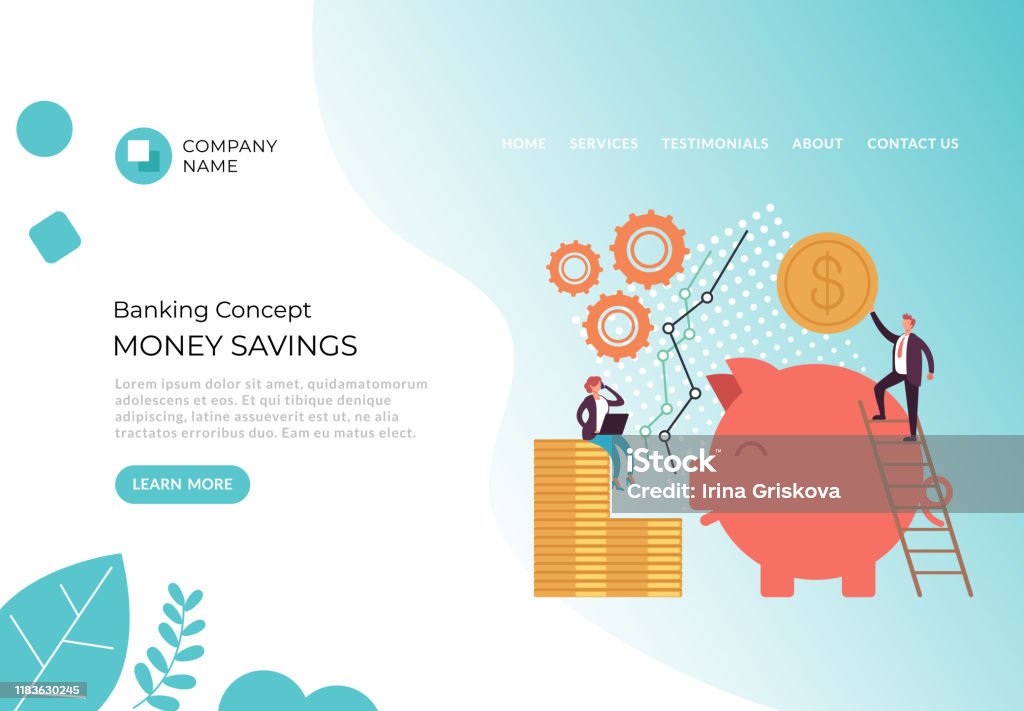 COMPANY
NAME
HOME SERVICES TESTIMONIALS ABOUT CONTACT US
$
Banking Concept
MONEY SAVINGS
Lorem ipsum dolor sit amet, quidamatomorum
adolescens et eos. Et qui tibique denique
adipiscing, latine assueverit est ut, ne alia
tractatos erroribus duo. Eam eu matus elect.
LEARN MORE
iStock™
Credit: Irina Griskova
1183630245